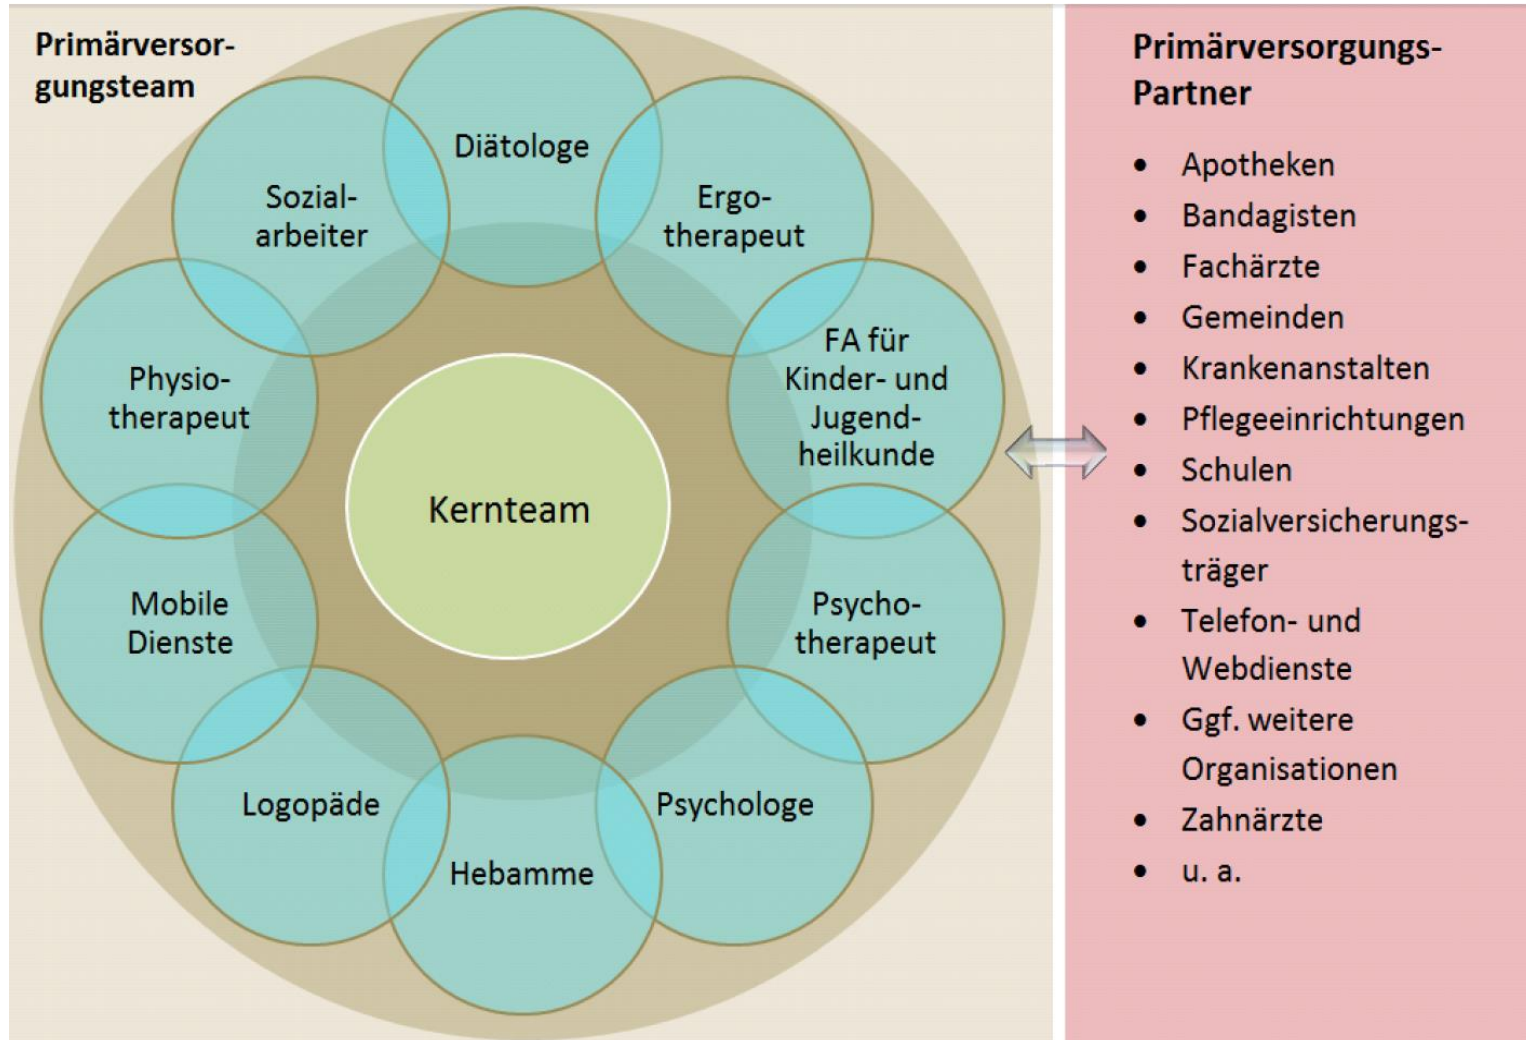 Primärversor-
gungsteam
Diätologe
Sozial-
arbeiter
Ergo-
therapeut
Physio-
therapeut
FA für
Kinder- und
Jugend-
heilkunde
Kernteam
Mobile
Dienste
Psycho-
therapeut
Logopäde
Psychologe
Hebamme
Primärversorgungs-
Partner
• Apotheken
• Bandagisten
• Fachärzte
• Gemeinden
• Krankenanstalten
• Pflegeeinrichtungen
• Schulen
• Sozialversicherungs-
träger
• Telefon- und
Webdienste
• Ggf. weitere
Organisationen
• Zahnärzte
• u. a.